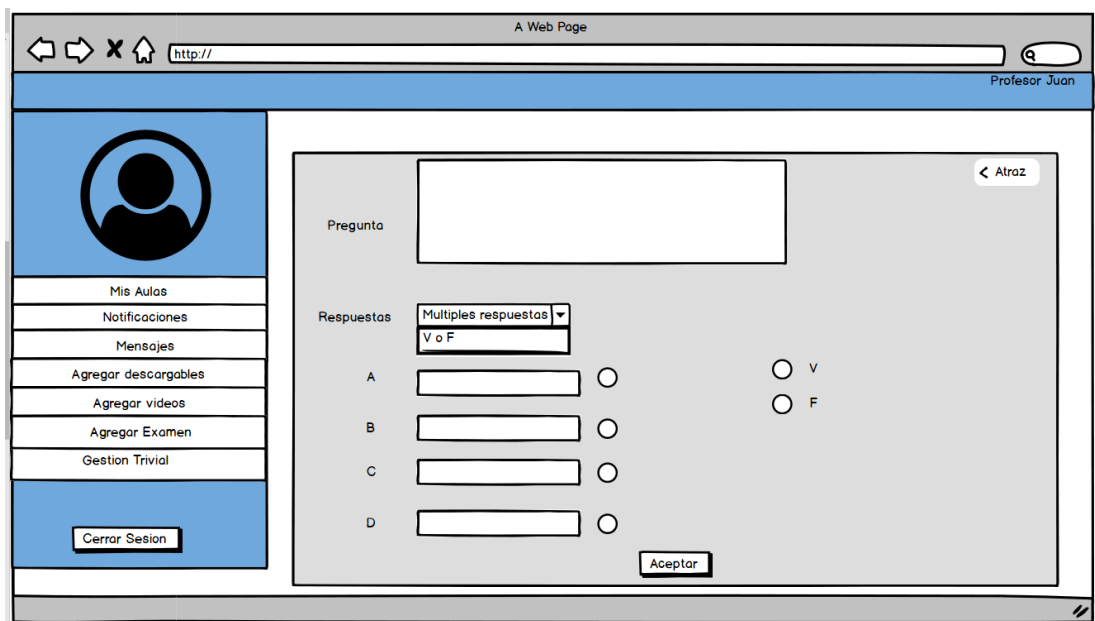 A Web Page
http://
Profesor Juan
Mis Aulas
Notificaciones
Mensajes
Agregar descargables
Agregar videos
Agregar Examen
Gestion Trivial
Cerrar Sesion
< Atraz
Pregunta
Respuestas
Multiples respuestas
V o F
A
B
C
D
V
F
Aceptar